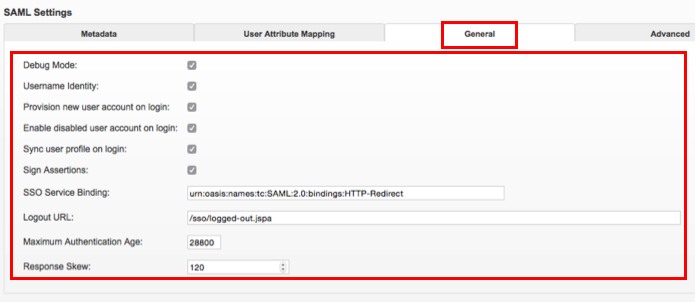 SAML Settings
Metadata User Attribute Mapping General Advanced
Debug Mode:
Username Identity:
Provision new user account on login:
Enable disabled user account on login:
Sync user profile on login:
Sign Assertions:
SSO Service Binding: urn:oasis:names:tc:SAML:2.0:bindings:HTTP-Redirect
Logout URL: /sso/logged-out.jspa
Maximum Authentication Age: 28800
Response Skew: 120